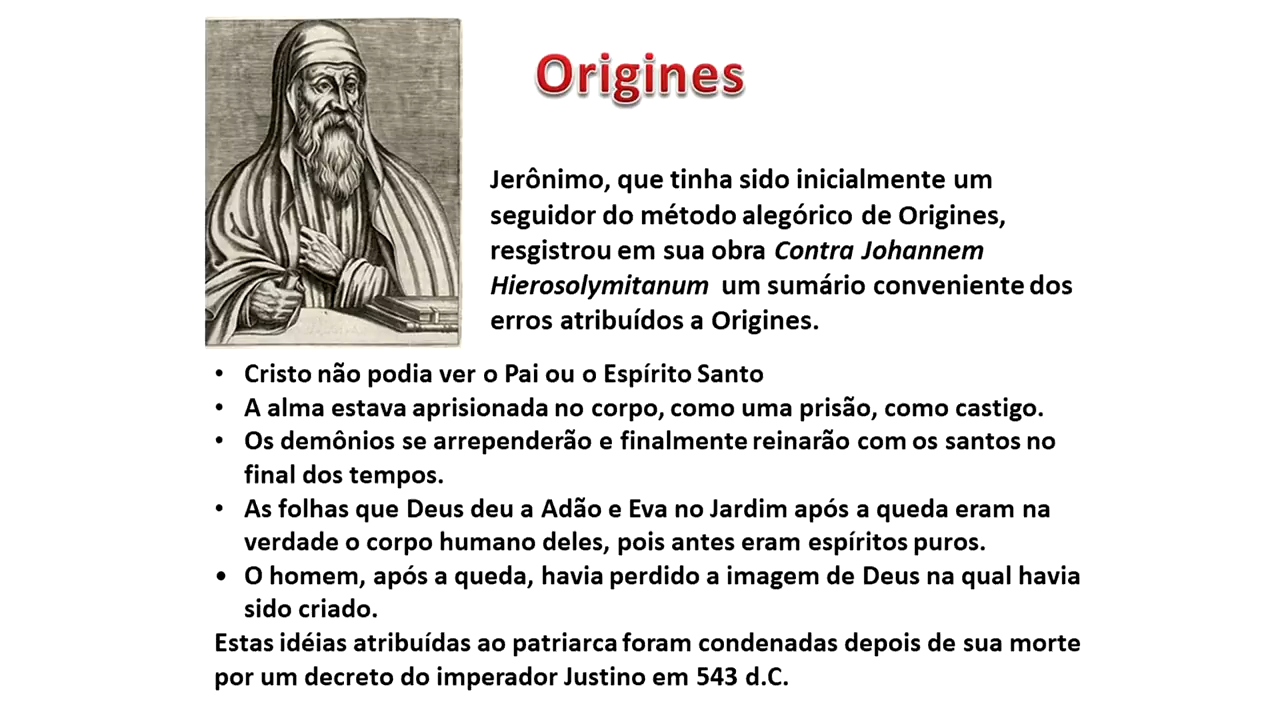 Origines
Jerônimo, que tinha sido inicialmente um
seguidor do método alegórico de Origines,
resgistrou em sua obra Contra Johannem
Hierosolymitanum um sumário conveniente dos
erros atribuídos a Origines.
• Cristo não podia ver o Pai ou o Espírito Santo
• A alma estava aprisionada no corpo, como uma prisão, como castigo.
• Os demônios se arrependerão e finalmente reinarão com os santos no
final dos tempos.
• As folhas que Deus deu a Adão e Eva no Jardim após a queda eram na
verdade o corpo humano deles, pois antes eram espíritos puros.
• O homem, após a queda, havia perdido a imagem de Deus na qual havia
sido criado.
Estas idéias atribuídas ao patriarca foram condenadas depois de sua morte
por um decreto do imperador Justino em 543 d.C.